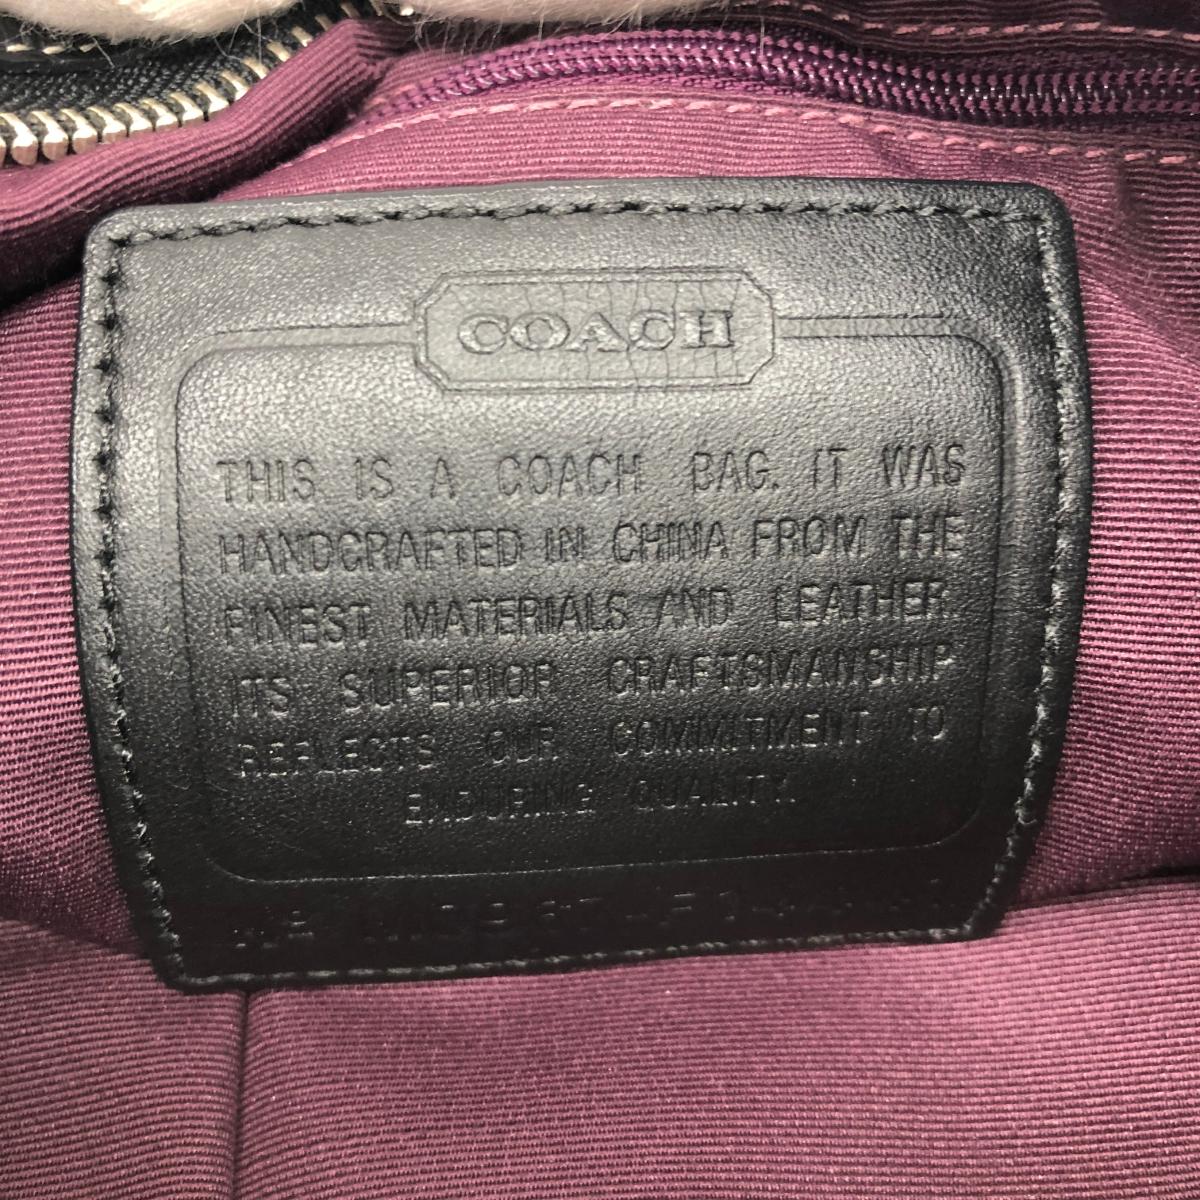 COACH
THIS IS A COACH BAG. IT WAS
HANDCRAFTED IN CHINA FROM THE
FINEST MATERIALS AND LEATHER.
ITS SUPERIOR CRAFTSMANSHIP
REFLECTS OUR COMMITMENT TO
ENDURING QUALITY.